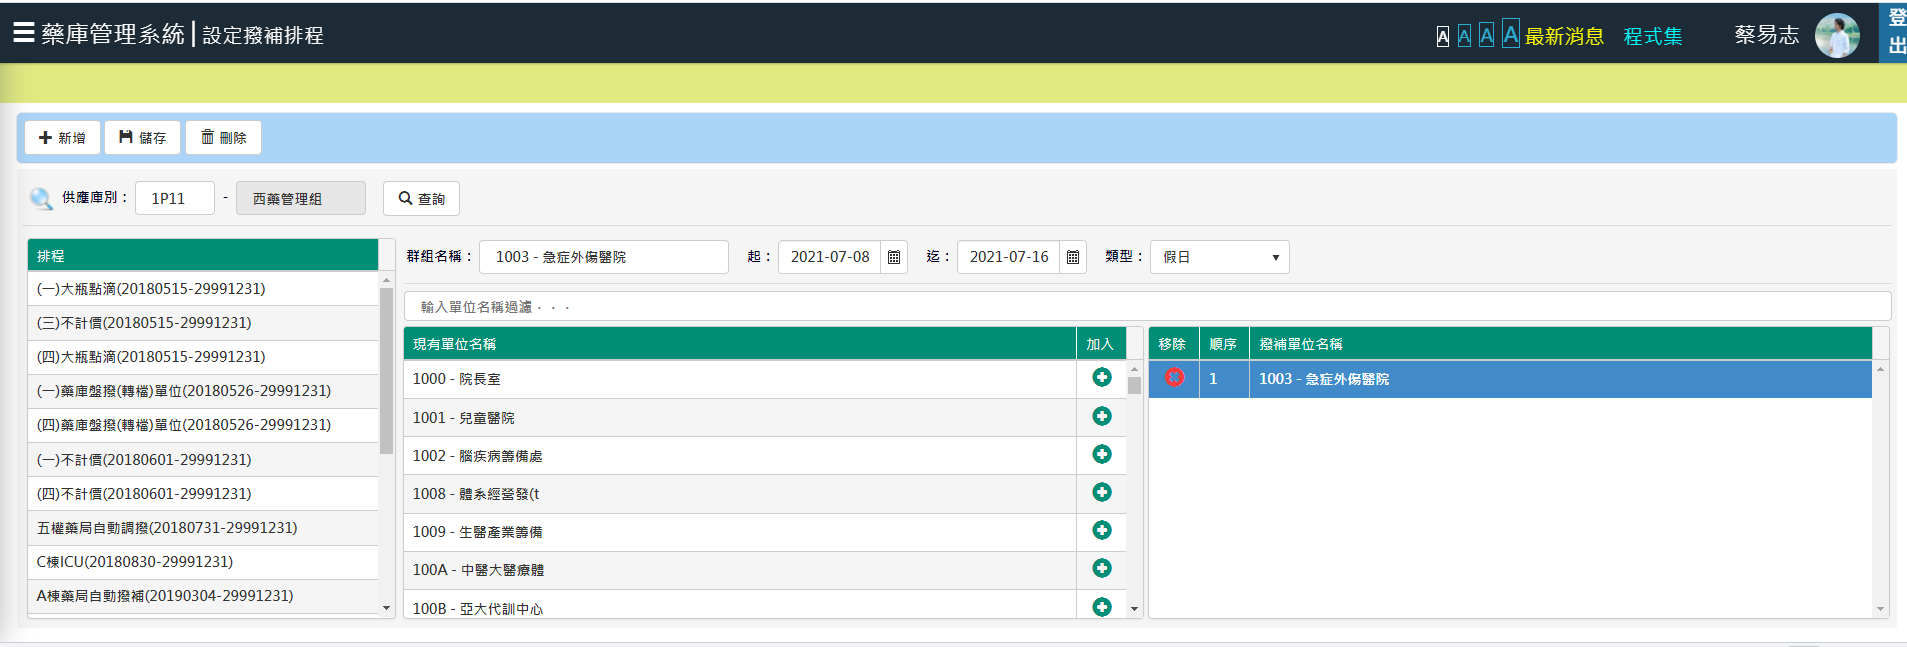 藥庫管理系統 | 設定撥補排程
A A A A 最新消息 程式集 蔡易志 登出
新增 儲存 刪除
供應庫別： 1P11 - 西藥管理組 查詢
排程
(一)大瓶點滴(20180515-29991231)
(三)不計價(20180515-29991231)
(四)大瓶點滴(20180515-29991231)
(一)藥庫盤撥(轉檔)單位(20180526-29991231)
(四)藥庫盤撥(轉檔)單位(20180526-29991231)
(一)不計價(20180601-29991231)
(四)不計價(20180601-29991231)
五權藥局自動調撥(20180731-29991231)
C棟ICU(20180830-29991231)
A棟藥局自動撥補(20190304-29991231)
群組名稱： 1003 - 急症外傷醫院 起： 2021-07-08 迄： 2021-07-16 類型： 假日
輸入單位名稱過濾．．．
現有單位名稱 加入
1000 - 院長室
1001 - 兒童醫院
1002 - 腦疾病籌備處
1008 - 體系經營發(t
1009 - 生醫產業籌備
100A - 中醫大醫療體
100B - 亞大代訓中心
移除 順序 撥補單位名稱
1 1003 - 急症外傷醫院